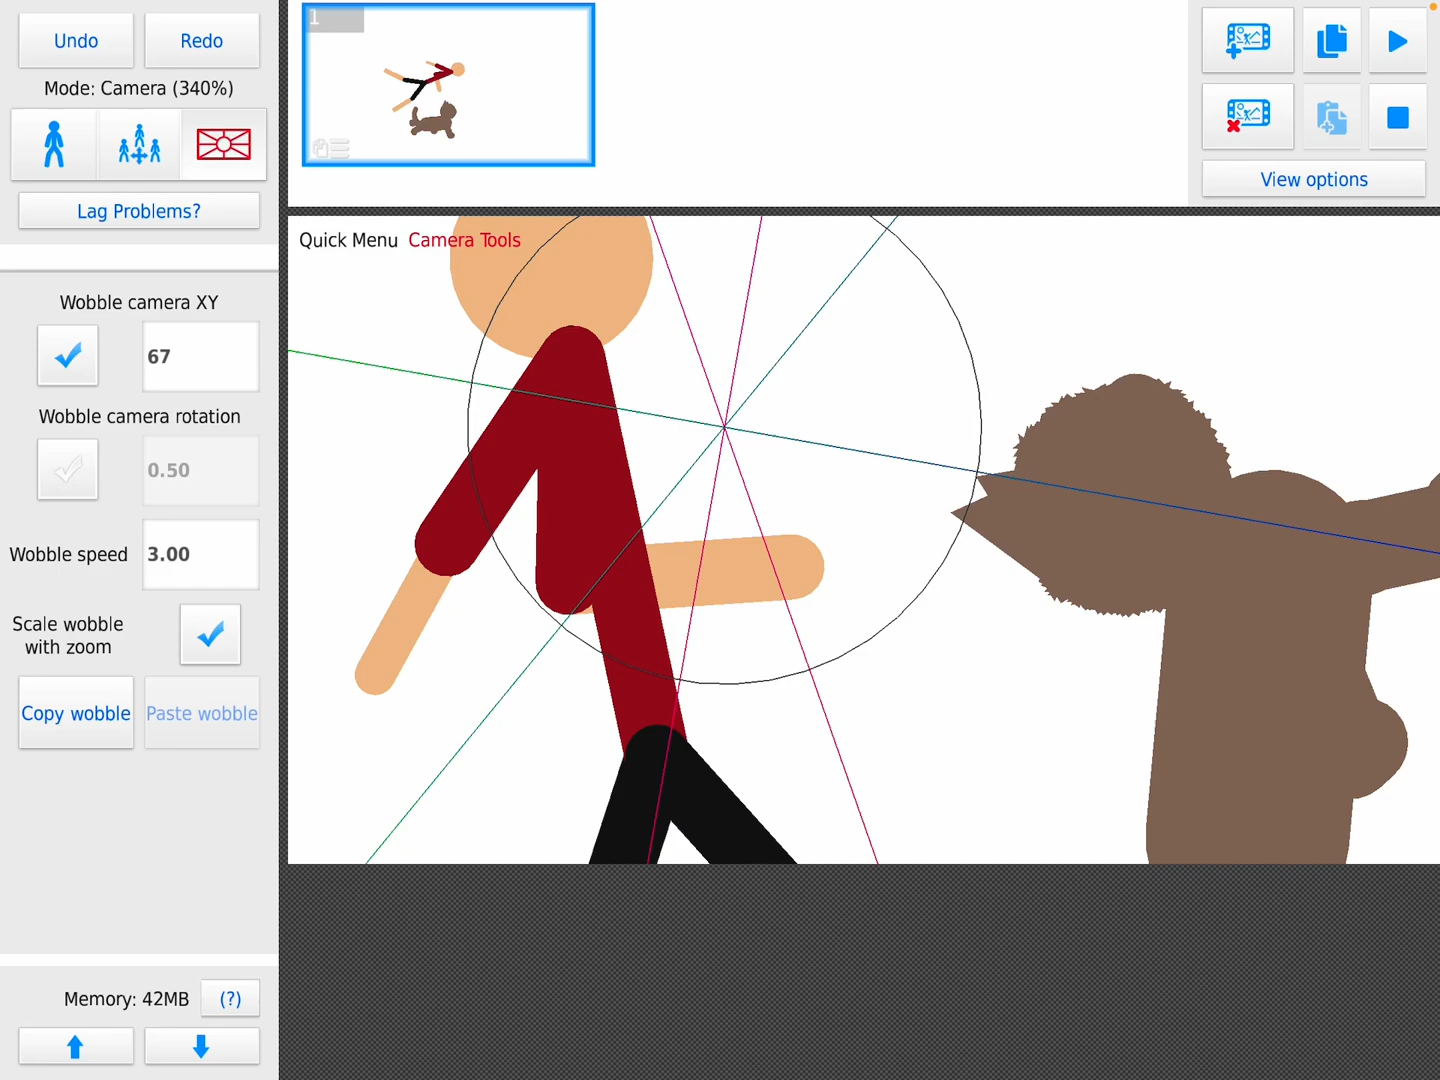 Undo
Redo
Mode: Camera (340%)
Lag Problems?
Wobble camera XY
67
Wobble camera rotation
0.50
Wobble speed
3.00
Scale wobble
with zoom
Copy wobble
Paste wobble
Memory: 42MB
(?)
1
View options
Quick Menu
Camera Tools